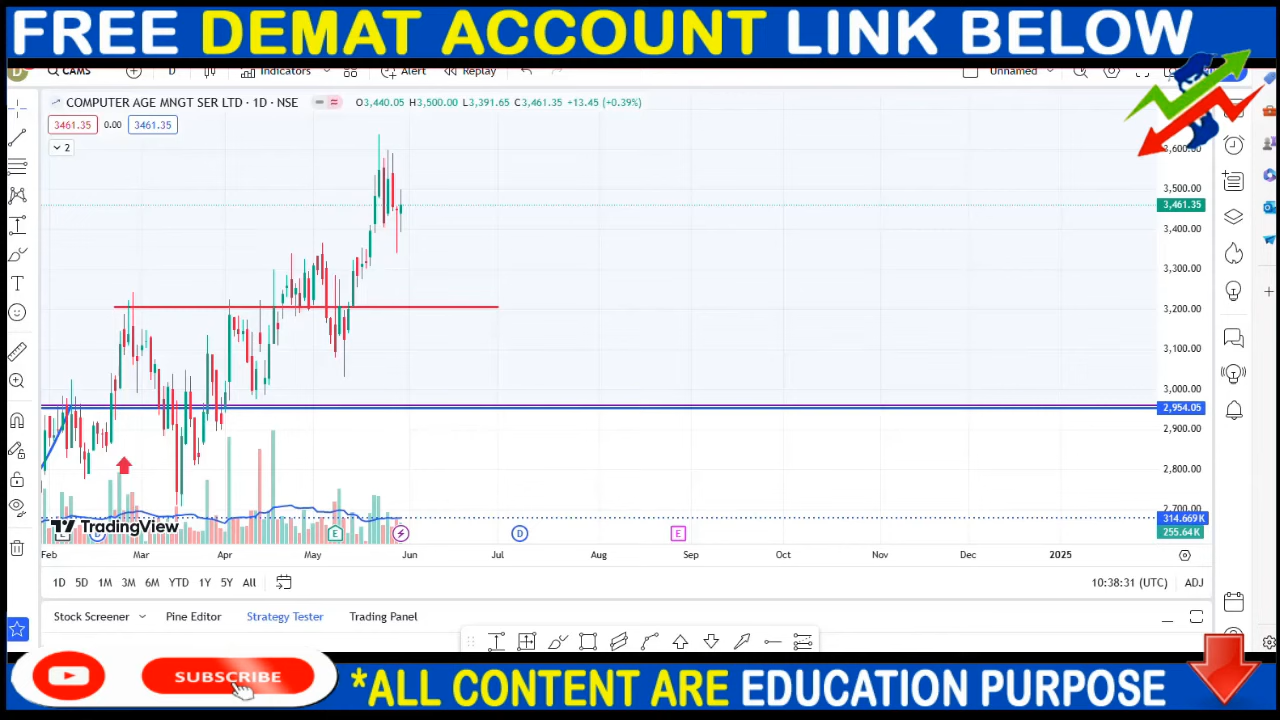 FREE DEMAT ACCOUNT LINK BELOW
CAMS D Indicators Alert Replay Unnamed
COMPUTER AGE MNGT SER LTD · 1D · NSE O3,440.05 H3,500.00 L3,391.65 C3,461.35 +13.45 (+0.39%)
3461.35 0.00 3461.35
2
3,600.00
3,500.00
3,461.35
3,400.00
3,300.00
3,200.00
3,100.00
3,000.00
2,954.05
2,900.00
2,800.00
2,700.00
314.669K
TradingView
255.64K
E D E D E
Feb Mar Apr May Jun Jul Aug Sep Oct Nov Dec 2025
1D 5D 1M 3M 6M YTD 1Y 5Y All 10:38:31 (UTC) ADJ
Stock Screener Pine Editor Strategy Tester Trading Panel
SUBSCRIBE
*ALL CONTENT ARE EDUCATION PURPOSE